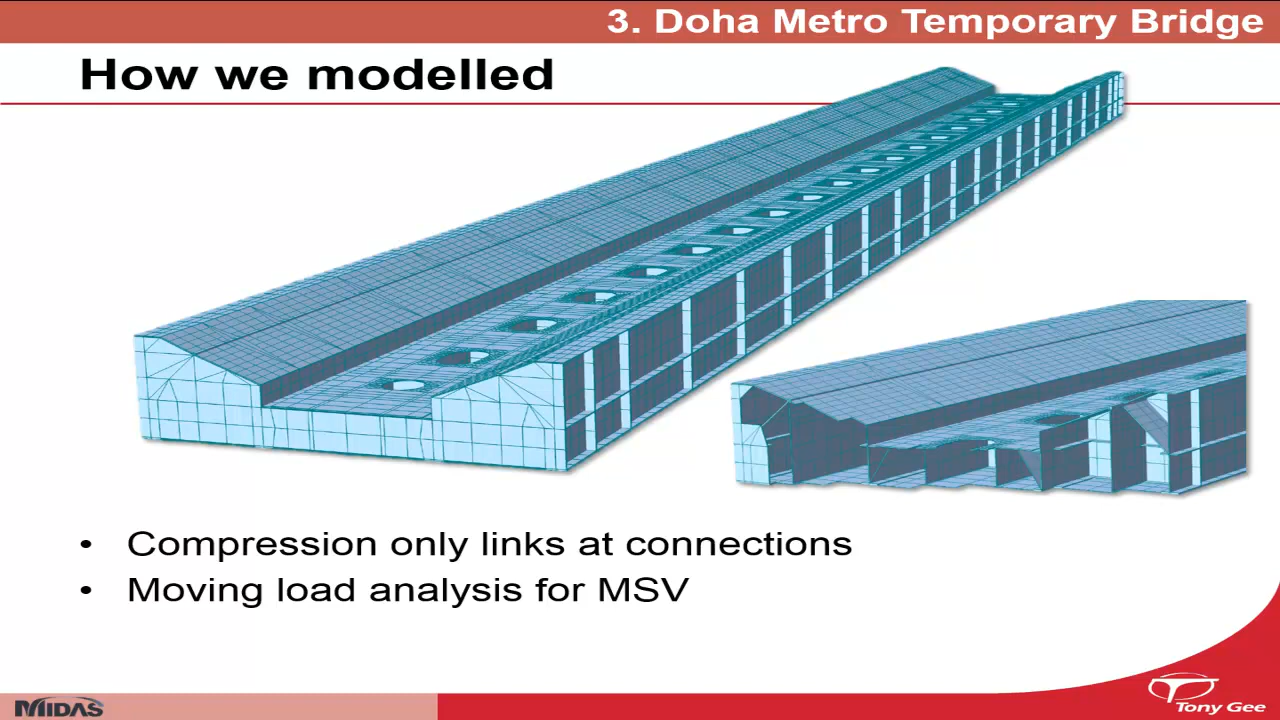 3. Doha Metro Temporary Bridge
How we modelled
• Compression only links at connections
• Moving load analysis for MSV
MIDAS
Tony Gee